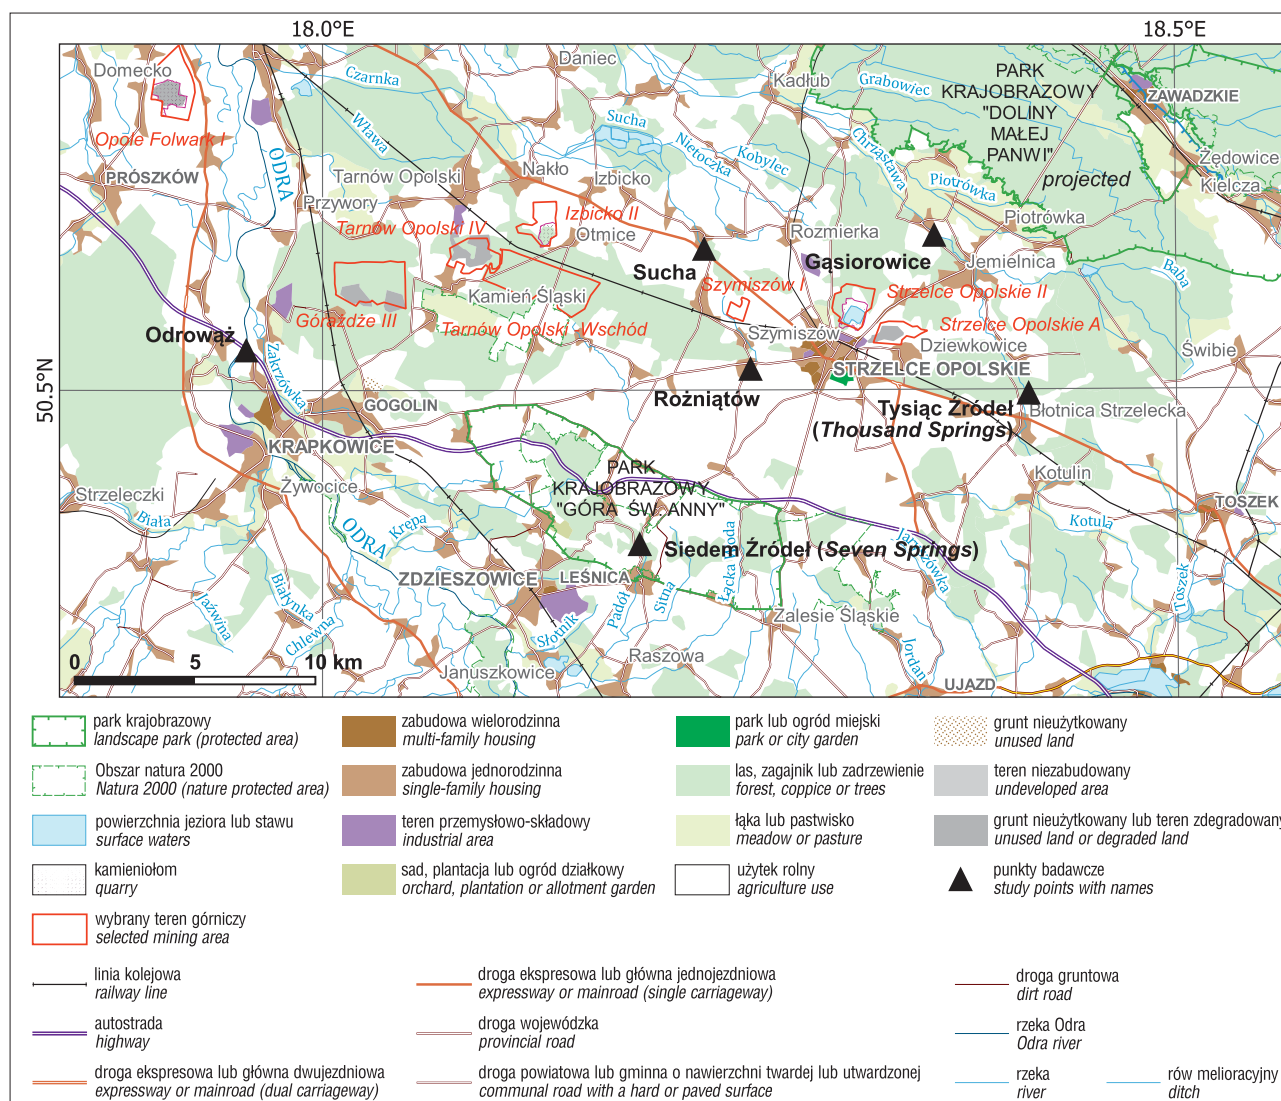 18.0°E
18.5°E
50.5°N
Domecko
Opole Folwark I
PRÓSZKÓW
ODRA
Czarnka
Wława
Daniec
Sucha
Nietoczka
Kobylec
Kadłub
Grabowiec
Chrząstawa
PARK
KRAJOBRAZOWY
"DOLINY
MAŁEJ
PANWI"
projected
ZAWADZKIE
Żędowice
Kielcza
Piotrówka
Piotrówka
Tarnów Opolski
Nakło
Izbicko
Przywory
Tarnów Opolski IV
Izbicko II
Otmice
Rozmierka
Sucha
Gąsiorowice
Jemielnica
Baba
Kamień Śląski
Szymiszów I
Strzelce Opolskie II
Górażdże III
Tarnów Opolski -Wschód
Strzelce Opolskie A
Odrowąż
Szymiszów
Dziewkowice
Świbie
Zakrzówka
STRZELCE OPOLSKIE
Rożniątów
GOGOLIN
Tysiąc Źródeł
(Thousand Springs)
Błotnica Strzelecka
KRAPKOWICE
PARK
KRAJOBRAZOWY
"GÓRA ŚW. ANNY"
Kotulin
Strzeleczki
Żywocice
TOSZEK
Biała
ODRA
Krępa
Łącka Woda
Jaryszówka
Kotula
Siedem Źródeł (Seven Springs)
ZDZIESZOWICE
LEŚNICA
Toszek
Jaźwina
Białynka
Chlewna
Padół
Sitna
Zalesie Śląskie
Słotnik
Jordan
Raszowa
Januszkowice
UJAZD
0 5 10 km
park krajobrazowy
landscape park (protected area)
zabudowa wielorodzinna
multi-family housing
park lub ogród miejski
park or city garden
grunt nieużytkowany
unused land
Obszar natura 2000
Natura 2000 (nature protected area)
zabudowa jednorodzinna
single-family housing
las, zagajnik lub zadrzewienie
forest, coppice or trees
teren niezabudowany
undeveloped area
powierzchnia jeziora lub stawu
surface waters
teren przemysłowo-składowy
industrial area
łąka lub pastwisko
meadow or pasture
grunt nieużytkowany lub teren zdegradowany
unused land or degraded land
kamieniołom
quarry
sad, plantacja lub ogród działkowy
orchard, plantation or allotment garden
użytek rolny
agriculture use
punkty badawcze
study points with names
wybrany teren górniczy
selected mining area
linia kolejowa
railway line
droga ekspresowa lub główna jednojezdniowa
expressway or mainroad (single carriageway)
droga gruntowa
dirt road
autostrada
highway
droga wojewódzka
provincial road
rzeka Odra
Odra river
droga ekspresowa lub główna dwujezdniowa
expressway or mainroad (dual carriageway)
droga powiatowa lub gminna o nawierzchni twardej lub utwardzonej
communal road with a hard or paved surface
rzeka
river
rów melioracyjny
ditch